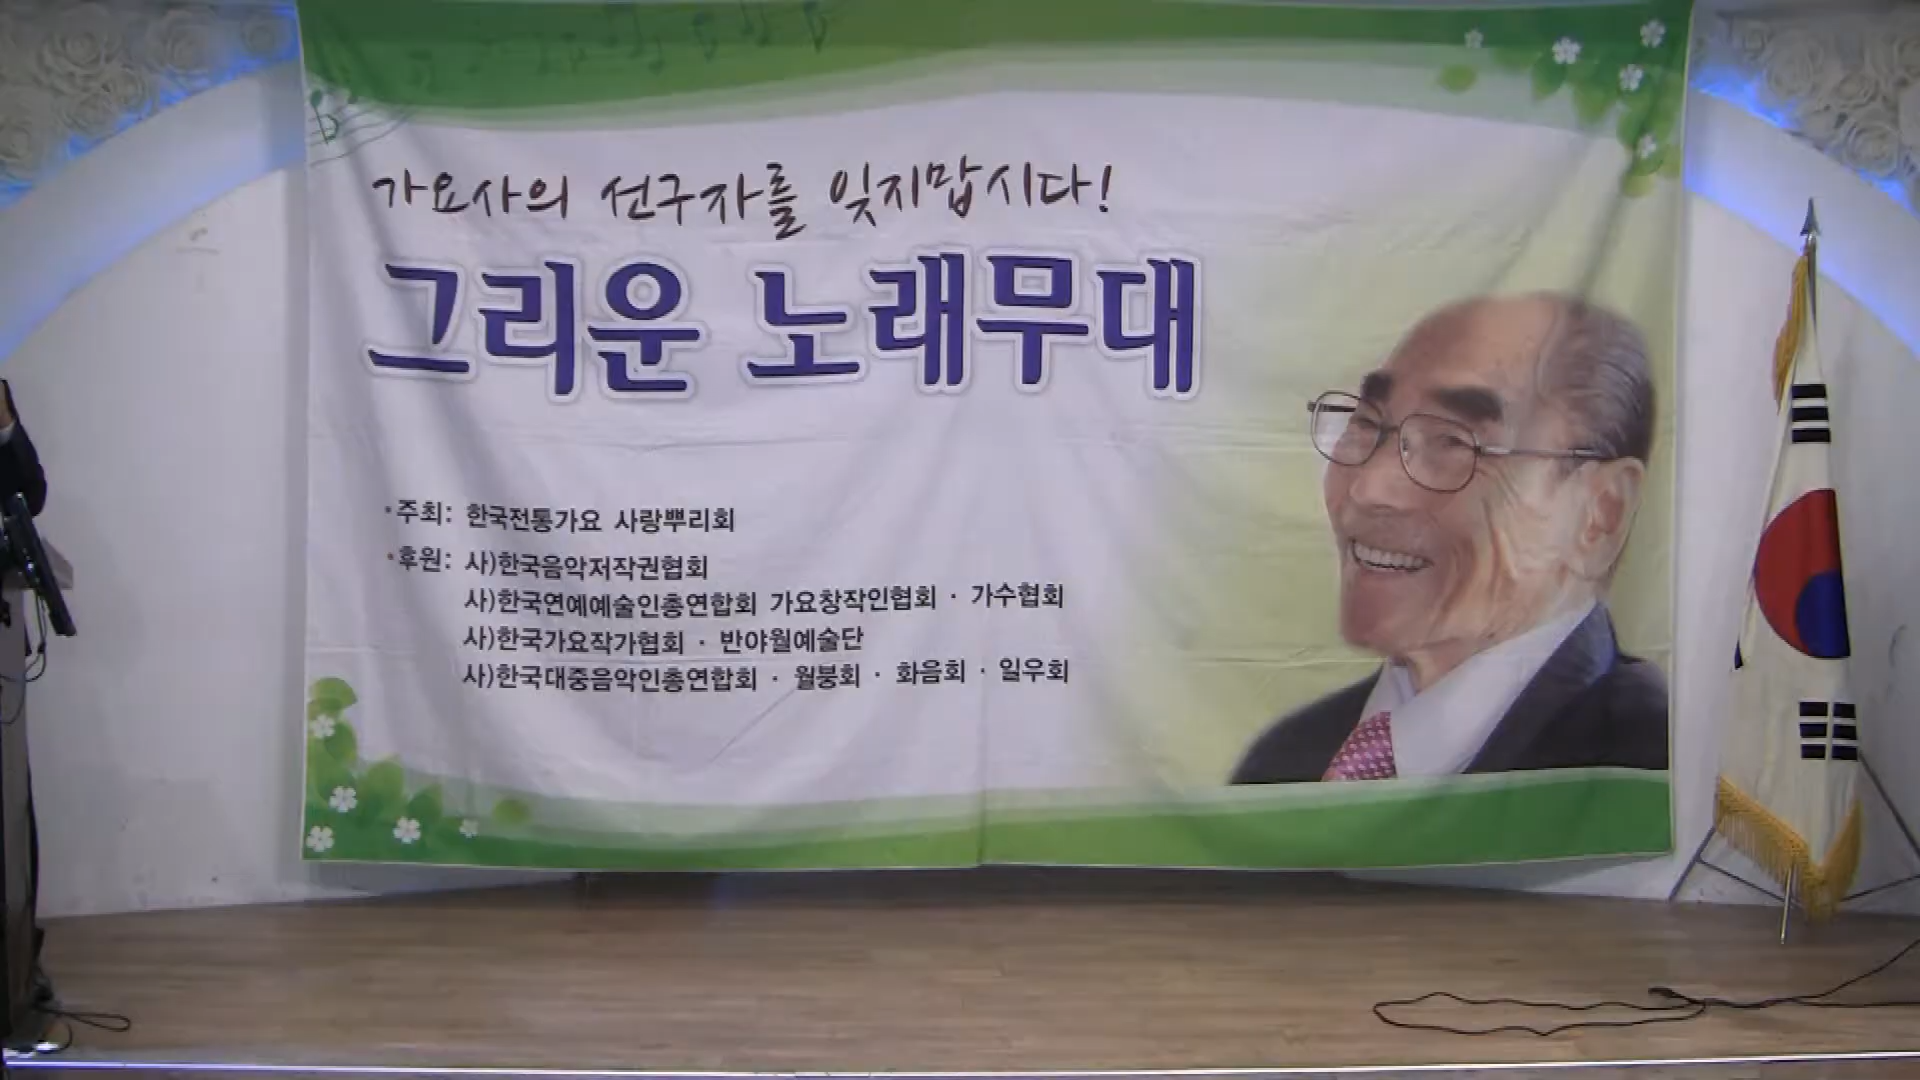 가요사의 선구자를 잊지맙시다!
그리운 노래무대
·주최: 한국전통가요 사랑뿌리회
·후원: 사)한국음악저작권협회
사)한국연예예술인총연합회 가요창작인협회 · 가수협회
사)한국가요작가협회 · 반야월예술단
사)한국대중음악인총연합회 · 월붕회 · 화음회 · 일우회